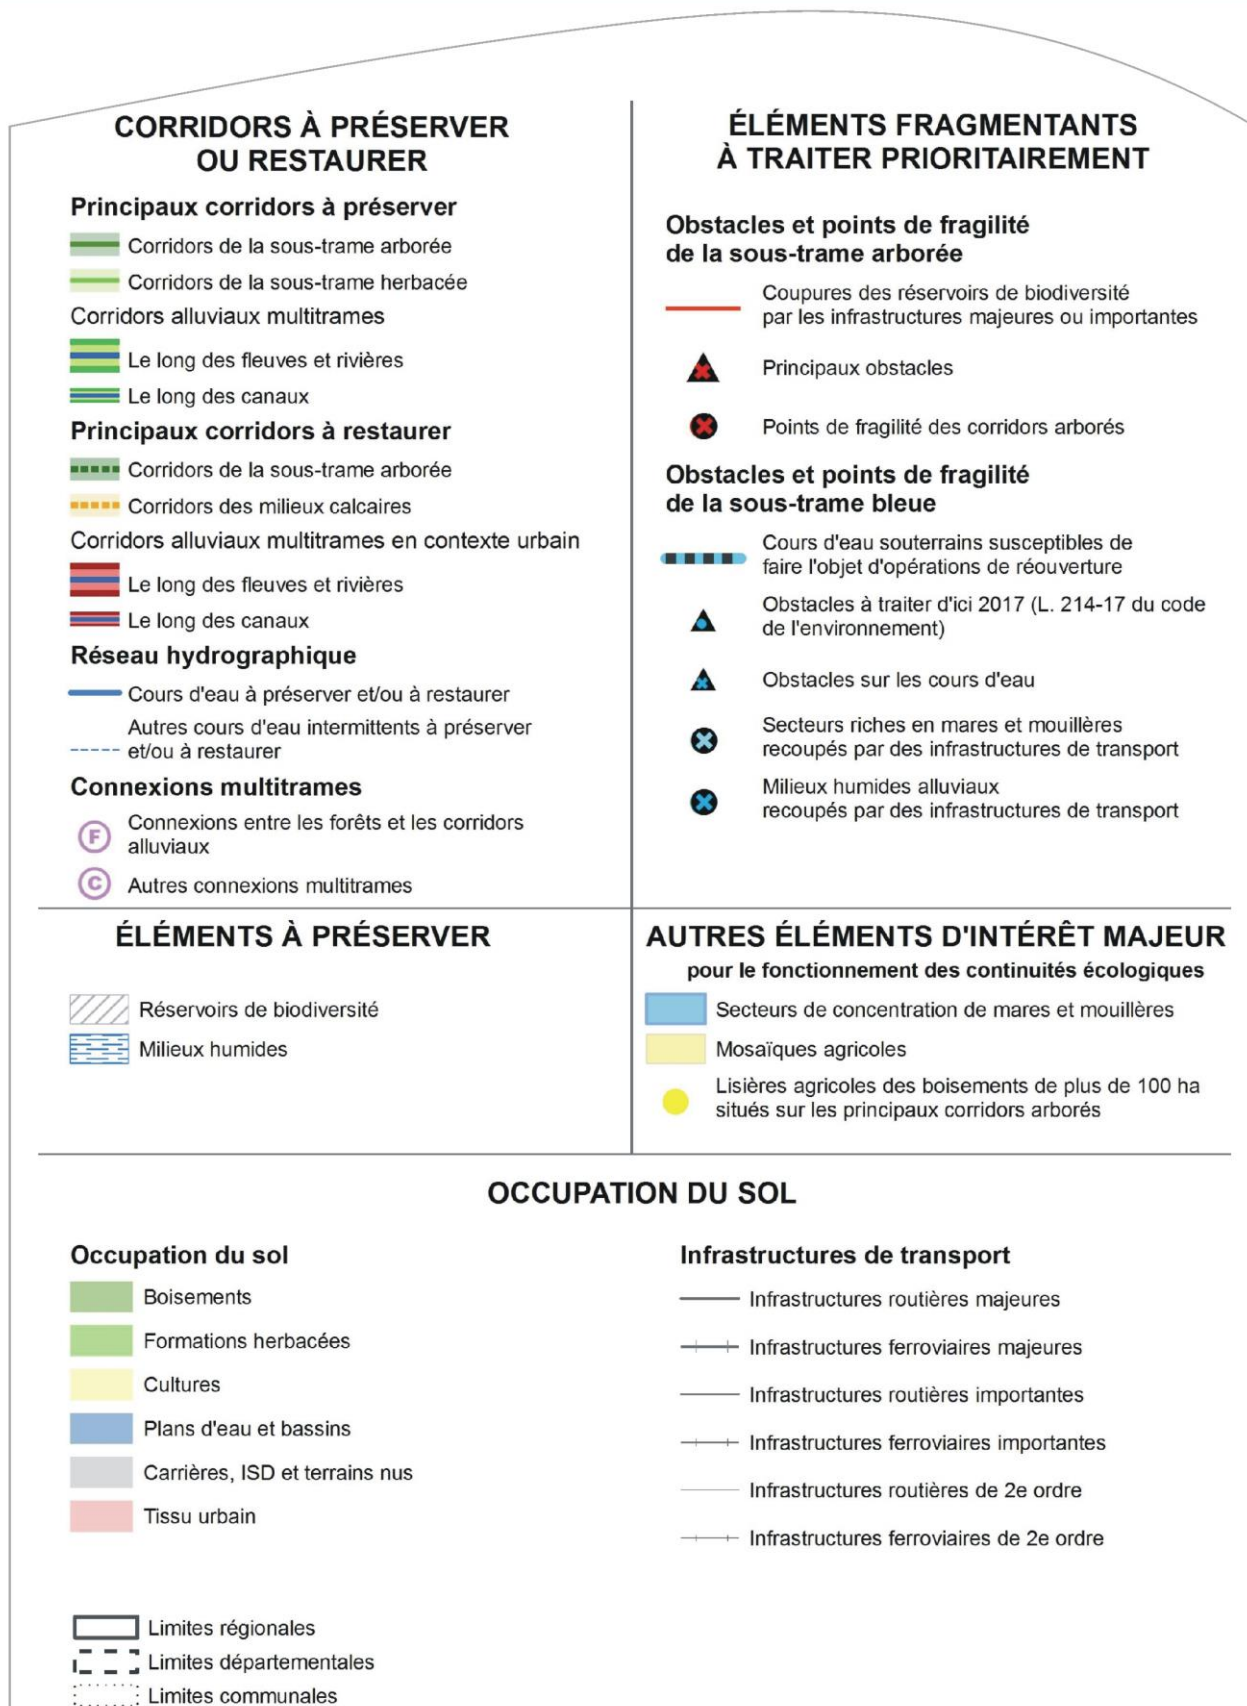 CORRIDORS À PRÉSERVER
OU RESTAURER
Principaux corridors à préserver
Corridors de la sous-trame arborée
Corridors de la sous-trame herbacée
Corridors alluviaux multitrames
Le long des fleuves et rivières
Le long des canaux
Principaux corridors à restaurer
Corridors de la sous-trame arborée
Corridors des milieux calcaires
Corridors alluviaux multitrames en contexte urbain
Le long des fleuves et rivières
Le long des canaux
Réseau hydrographique
Cours d'eau à préserver et/ou à restaurer
Autres cours d'eau intermittents à préserver
et/ou à restaurer
Connexions multitrames
F
Connexions entre les forêts et les corridors
alluviaux
C
Autres connexions multitrames
ÉLÉMENTS FRAGMENTANTS
À TRAITER PRIORITAIREMENT
Obstacles et points de fragilité
de la sous-trame arborée
Coupures des réservoirs de biodiversité
par les infrastructures majeures ou importantes
Principaux obstacles
Points de fragilité des corridors arborés
Obstacles et points de fragilité
de la sous-trame bleue
Cours d'eau souterrains susceptibles de
faire l'objet d'opérations de réouverture
Obstacles à traiter d'ici 2017 (L. 214-17 du code
de l'environnement)
Obstacles sur les cours d'eau
Secteurs riches en mares et mouillères
recoupés par des infrastructures de transport
Milieux humides alluviaux
recoupés par des infrastructures de transport
ÉLÉMENTS À PRÉSERVER
Réservoirs de biodiversité
Milieux humides
AUTRES ÉLÉMENTS D'INTÉRÊT MAJEUR
pour le fonctionnement des continuités écologiques
Secteurs de concentration de mares et mouillères
Mosaïques agricoles
Lisières agricoles des boisements de plus de 100 ha
situés sur les principaux corridors arborés
OCCUPATION DU SOL
Occupation du sol
Boisements
Formations herbacées
Cultures
Plans d'eau et bassins
Carrières, ISD et terrains nus
Tissu urbain
Infrastructures de transport
Infrastructures routières majeures
Infrastructures ferroviaires majeures
Infrastructures routières importantes
Infrastructures ferroviaires importantes
Infrastructures routières de 2e ordre
Infrastructures ferroviaires de 2e ordre
Limites régionales
Limites départementales
Limites communales